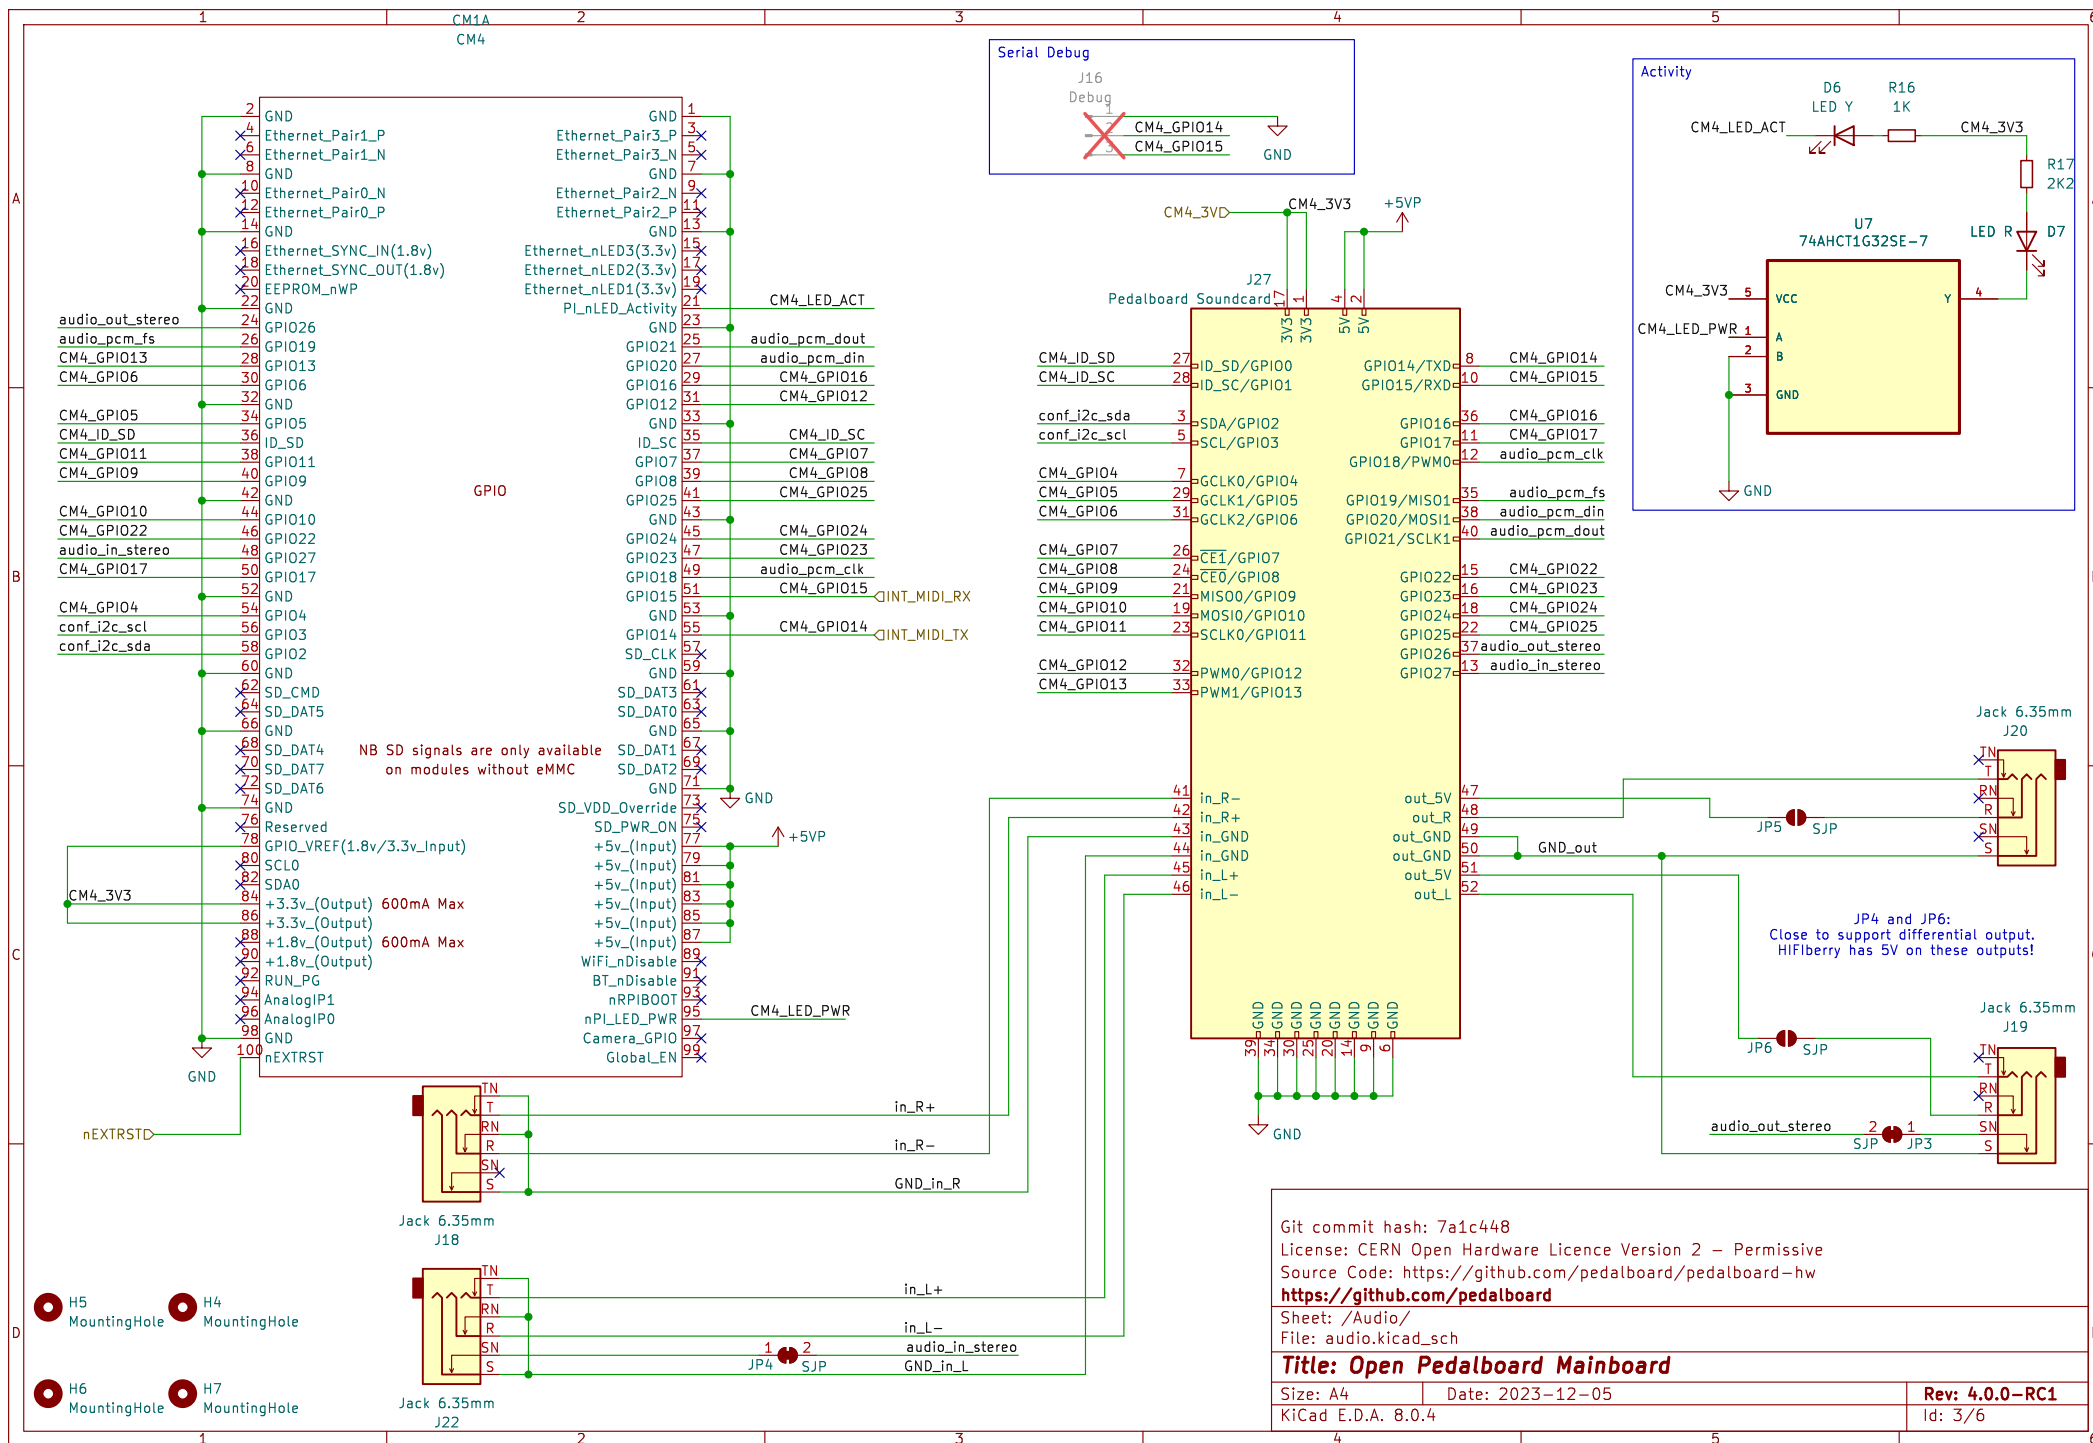 1 2 3 4 5 6
CM1A
CM4
A
B
C
D
2 GND
4 Ethernet_Pair1_P
6 Ethernet_Pair1_N
8 GND
10 Ethernet_Pair0_N
12 Ethernet_Pair0_P
14 GND
16 Ethernet_SYNC_IN(1.8v)
18 Ethernet_SYNC_OUT(1.8v)
20 EEPROM_nWP
22 GND
audio_out_stereo 24 GPIO26
audio_pcm_fs 26 GPIO19
CM4_GPIO13 28 GPIO13
CM4_GPIO6 30 GPIO6
32 GND
CM4_GPIO5 34 GPIO5
CM4_ID_SD 36 ID_SD
CM4_GPIO11 38 GPIO11
CM4_GPIO9 40 GPIO9
42 GND
CM4_GPIO10 44 GPIO10
CM4_GPIO22 46 GPIO22
audio_in_stereo 48 GPIO27
CM4_GPIO17 50 GPIO17
52 GND
CM4_GPIO4 54 GPIO4
conf_i2c_scl 56 GPIO3
conf_i2c_sda 58 GPIO2
60 GND
62 SD_CMD
64 SD_DAT5
66 GND
68 SD_DAT4
70 SD_DAT7
72 SD_DAT6
74 GND
76 Reserved
78 GPIO_VREF(1.8v/3.3v_Input)
80 SCL0
82 SDA0
CM4_3V3 84 +3.3v_(Output) 600mA Max
86 +3.3v_(Output)
88 +1.8v_(Output) 600mA Max
90 +1.8v_(Output)
92 RUN_PG
94 AnalogIP1
96 AnalogIP0
98 GND
100 nEXTRST
GND
nEXTRST
GPIO
NB SD signals are only available
on modules without eMMC
GND 1
Ethernet_Pair3_P 3
Ethernet_Pair3_N 5
GND 7
Ethernet_Pair2_N 9
Ethernet_Pair2_P 11
GND 13
Ethernet_nLED3(3.3v) 15
Ethernet_nLED2(3.3v) 17
Ethernet_nLED1(3.3v) 19
PI_nLED_Activity 21 CM4_LED_ACT
GND 23
GPIO21 25 audio_pcm_dout
GPIO20 27 audio_pcm_din
GPIO16 29 CM4_GPIO16
GPIO12 31 CM4_GPIO12
GND 33
ID_SC 35 CM4_ID_SC
GPIO7 37 CM4_GPIO7
GPIO8 39 CM4_GPIO8
GPIO25 41 CM4_GPIO25
GND 43
GPIO24 45 CM4_GPIO24
GPIO23 47 CM4_GPIO23
GPIO18 49 audio_pcm_clk
GPIO15 51 CM4_GPIO15 INT_MIDI_RX
GND 53
GPIO14 55 CM4_GPIO14 INT_MIDI_TX
SD_CLK 57
GND 59
SD_DAT3 61
SD_DAT0 63
GND 65
SD_DAT1 67
SD_DAT2 69
GND 71 GND
SD_VDD_Override 73
SD_PWR_ON 75
+5v_(Input) 77 +5VP
+5v_(Input) 79
+5v_(Input) 81
+5v_(Input) 83
+5v_(Input) 85
+5v_(Input) 87
WiFi_nDisable 89
BT_nDisable 91
nRPIBOOT 93
nPI_LED_PWR 95 CM4_LED_PWR
Camera_GPIO 97
Global_EN 99
Serial Debug
J16
Debug
1
2 CM4_GPIO14
3 CM4_GPIO15
GND
CM4_3V CM4_3V3 +5VP
J27
Pedalboard Soundcard
17 1 4 2
3V3 3V3 5V 5V
CM4_ID_SD 27 ID_SD/GPIO0
CM4_ID_SC 28 ID_SC/GPIO1
conf_i2c_sda 3 SDA/GPIO2
conf_i2c_scl 5 SCL/GPIO3
CM4_GPIO4 7 GCLK0/GPIO4
CM4_GPIO5 29 GCLK1/GPIO5
CM4_GPIO6 31 GCLK2/GPIO6
CM4_GPIO7 26 CE1/GPIO7
CM4_GPIO8 24 CE0/GPIO8
CM4_GPIO9 21 MISO0/GPIO9
CM4_GPIO10 19 MOSI0/GPIO10
CM4_GPIO11 23 SCLK0/GPIO11
CM4_GPIO12 32 PWM0/GPIO12
CM4_GPIO13 33 PWM1/GPIO13
41 in_R-
42 in_R+
43 in_GND
44 in_GND
45 in_L+
46 in_L-
GPIO14/TXD 8 CM4_GPIO14
GPIO15/RXD 10 CM4_GPIO15
GPIO16 36 CM4_GPIO16
GPIO17 11 CM4_GPIO17
GPIO18/PWM0 12 audio_pcm_clk
GPIO19/MISO1 35 audio_pcm_fs
GPIO20/MOSI1 38 audio_pcm_din
GPIO21/SCLK1 40 audio_pcm_dout
GPIO22 15 CM4_GPIO22
GPIO23 16 CM4_GPIO23
GPIO24 18 CM4_GPIO24
GPIO25 22 CM4_GPIO25
GPIO26 37 audio_out_stereo
GPIO27 13 audio_in_stereo
out_5V 47
out_R 48
out_GND 49
out_GND 50 GND_out
out_5V 51
out_L 52
GND GND GND GND GND GND GND GND
39 34 30 25 20 14 9 6
GND
Activity
D6 R16
LED Y 1K
CM4_LED_ACT CM4_3V3
R17
2K2
LED R D7
U7
74AHCT1G32SE-7
CM4_3V3 5 VCC Y 4
CM4_LED_PWR 1 A
2 B
3 GND
GND
Jack 6.35mm
J20
TN
T
RN
R
SN
S
JP5 SJP
JP4 and JP6:
Close to support differential output.
HIFIberry has 5V on these outputs!
Jack 6.35mm
J19
TN
T
RN
R
SN
S
JP6 SJP
audio_out_stereo 2 1
SJP JP3
TN
T in_R+
RN
R in_R-
SN
S GND_in_R
Jack 6.35mm
J18
TN
T in_L+
RN
R in_L-
SN 1 2 audio_in_stereo
JP4 SJP
S GND_in_L
Jack 6.35mm
J22
H5
MountingHole
H4
MountingHole
H6
MountingHole
H7
MountingHole
Git commit hash: 7a1c448
License: CERN Open Hardware Licence Version 2 - Permissive
Source Code: https://github.com/pedalboard/pedalboard-hw
https://github.com/pedalboard
Sheet: /Audio/
File: audio.kicad_sch
Title: Open Pedalboard Mainboard
Size: A4 Date: 2023-12-05 Rev: 4.0.0-RC1
KiCad E.D.A. 8.0.4 Id: 3/6
1 2 3 4 5 6